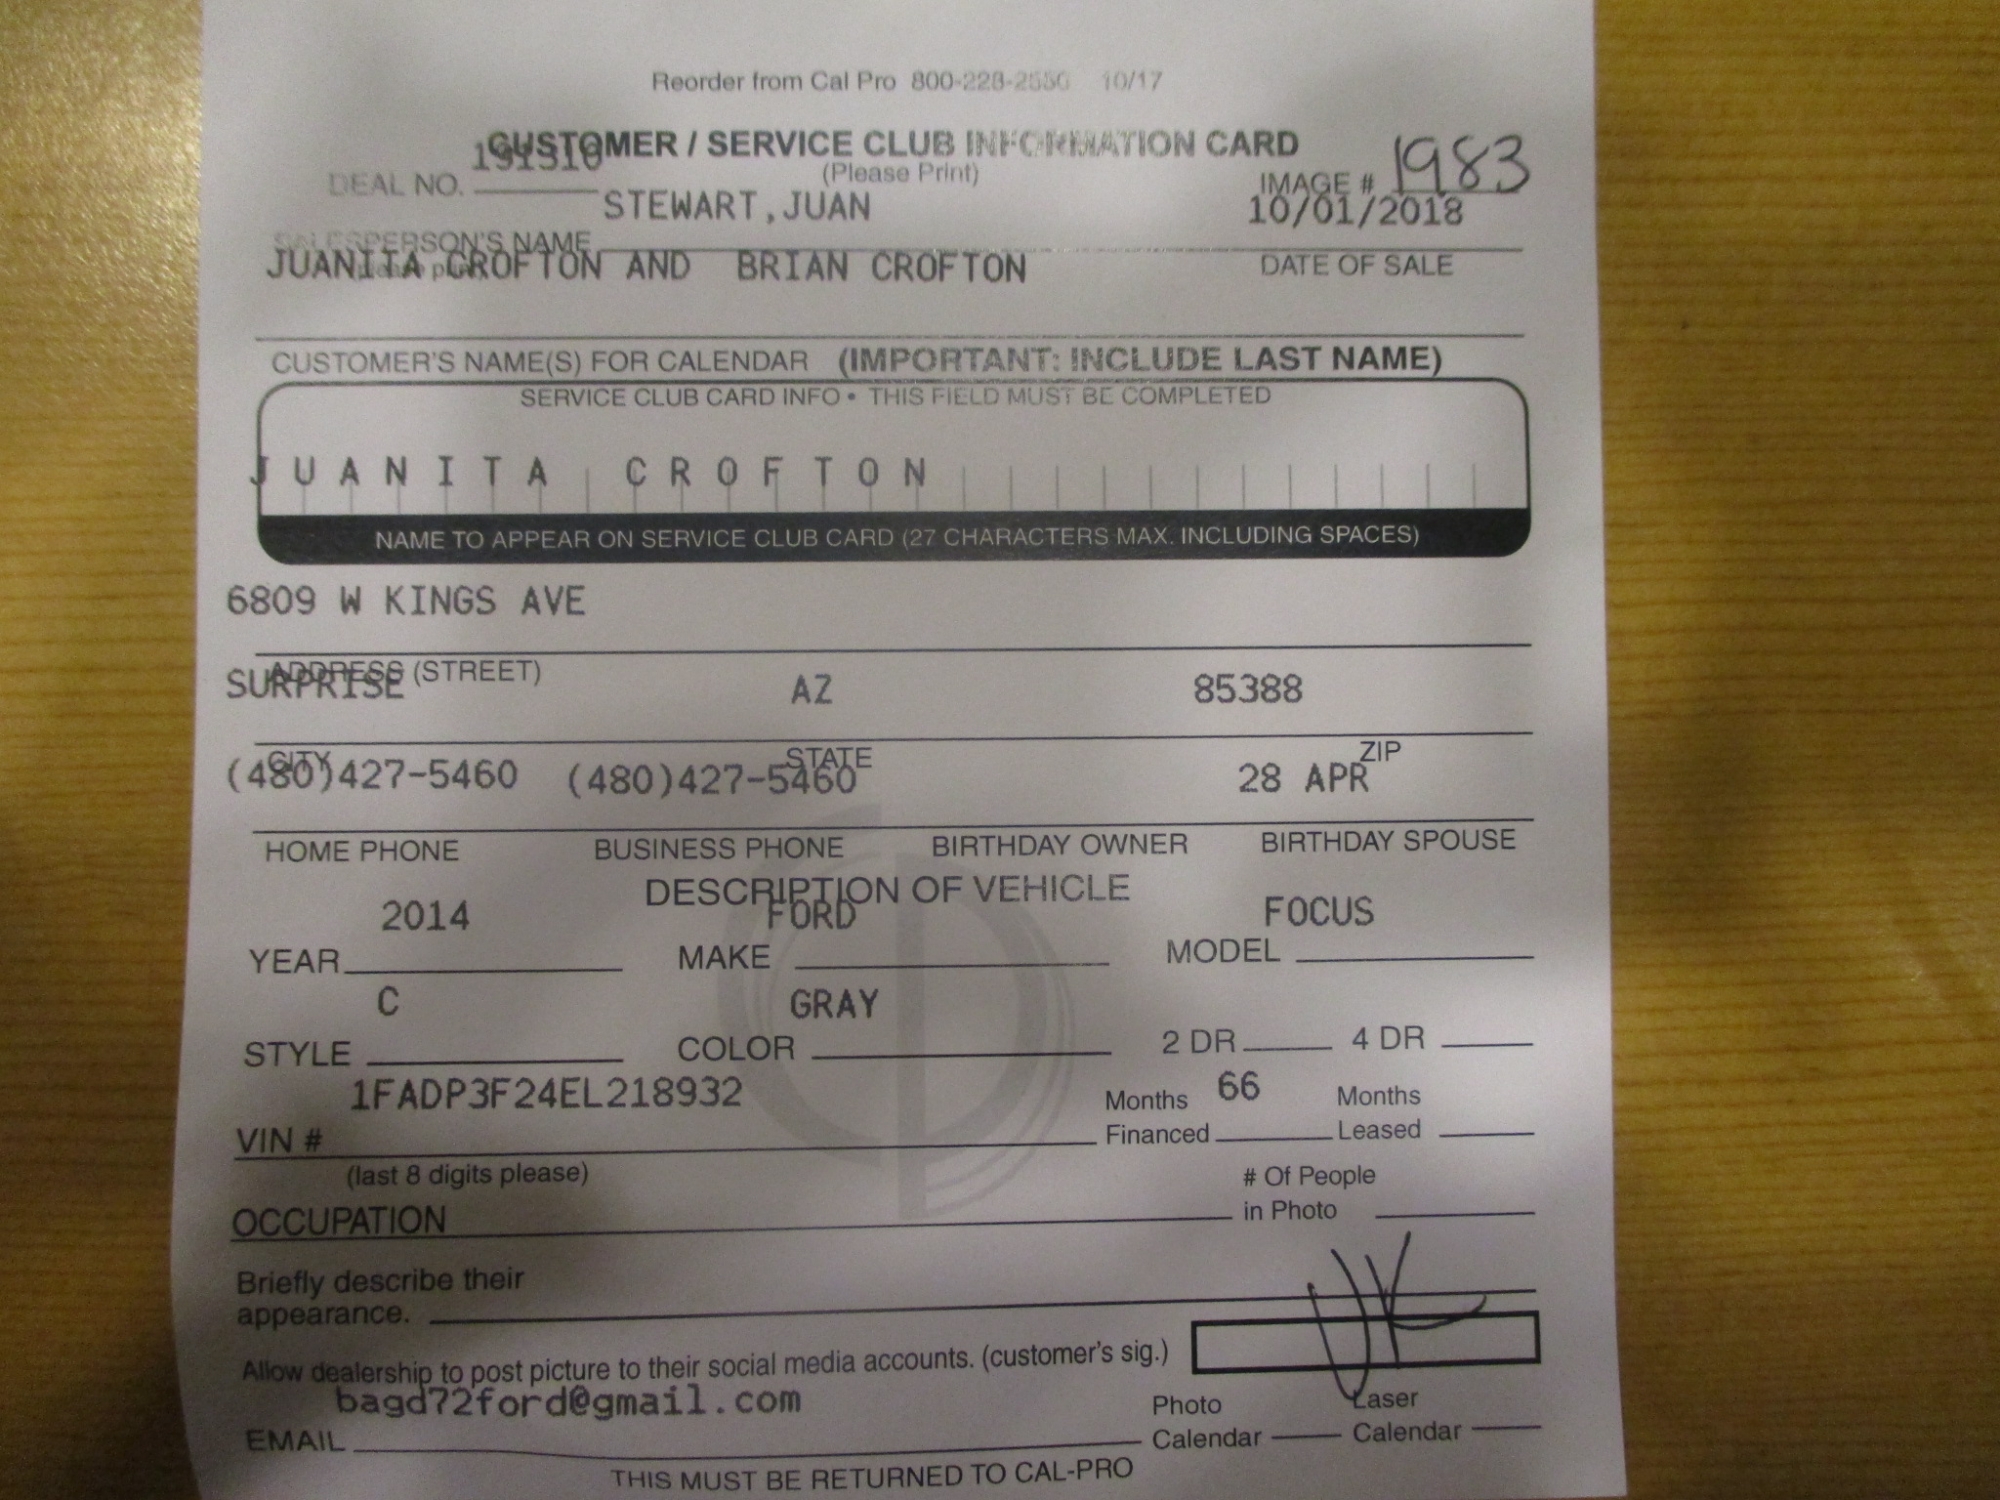 Reorder from Cal Pro 800-228-2550 10/17
CUSTOMER / SERVICE CLUB INFORMATION CARD
(Please Print)
DEAL NO. 191310
IMAGE # 1983
STEWART,JUAN 10/01/2018
SALESPERSON'S NAME
(please print)
DATE OF SALE
JUANITA CROFTON AND BRIAN CROFTON
CUSTOMER'S NAME(S) FOR CALENDAR (IMPORTANT: INCLUDE LAST NAME)
SERVICE CLUB CARD INFO • THIS FIELD MUST BE COMPLETED
JUANITA CROFTON
NAME TO APPEAR ON SERVICE CLUB CARD (27 CHARACTERS MAX. INCLUDING SPACES)
6809 W KINGS AVE
ADDRESS (STREET)
SURPRISE AZ 85388
CITY STATE ZIP
(480)427-5460 (480)427-5460 28 APR
HOME PHONE BUSINESS PHONE BIRTHDAY OWNER BIRTHDAY SPOUSE
DESCRIPTION OF VEHICLE
2014 FORD FOCUS
YEAR MAKE MODEL
C GRAY
STYLE COLOR 2 DR 4 DR
1FADP3F24EL218932
VIN #
(last 8 digits please)
Months Financed 66
Months Leased
OCCUPATION
# Of People in Photo
Briefly describe their
appearance.
Allow dealership to post picture to their social media accounts. (customer's sig.)
bagd72ford@gmail.com
EMAIL
Photo Calendar
Laser Calendar
THIS MUST BE RETURNED TO CAL-PRO